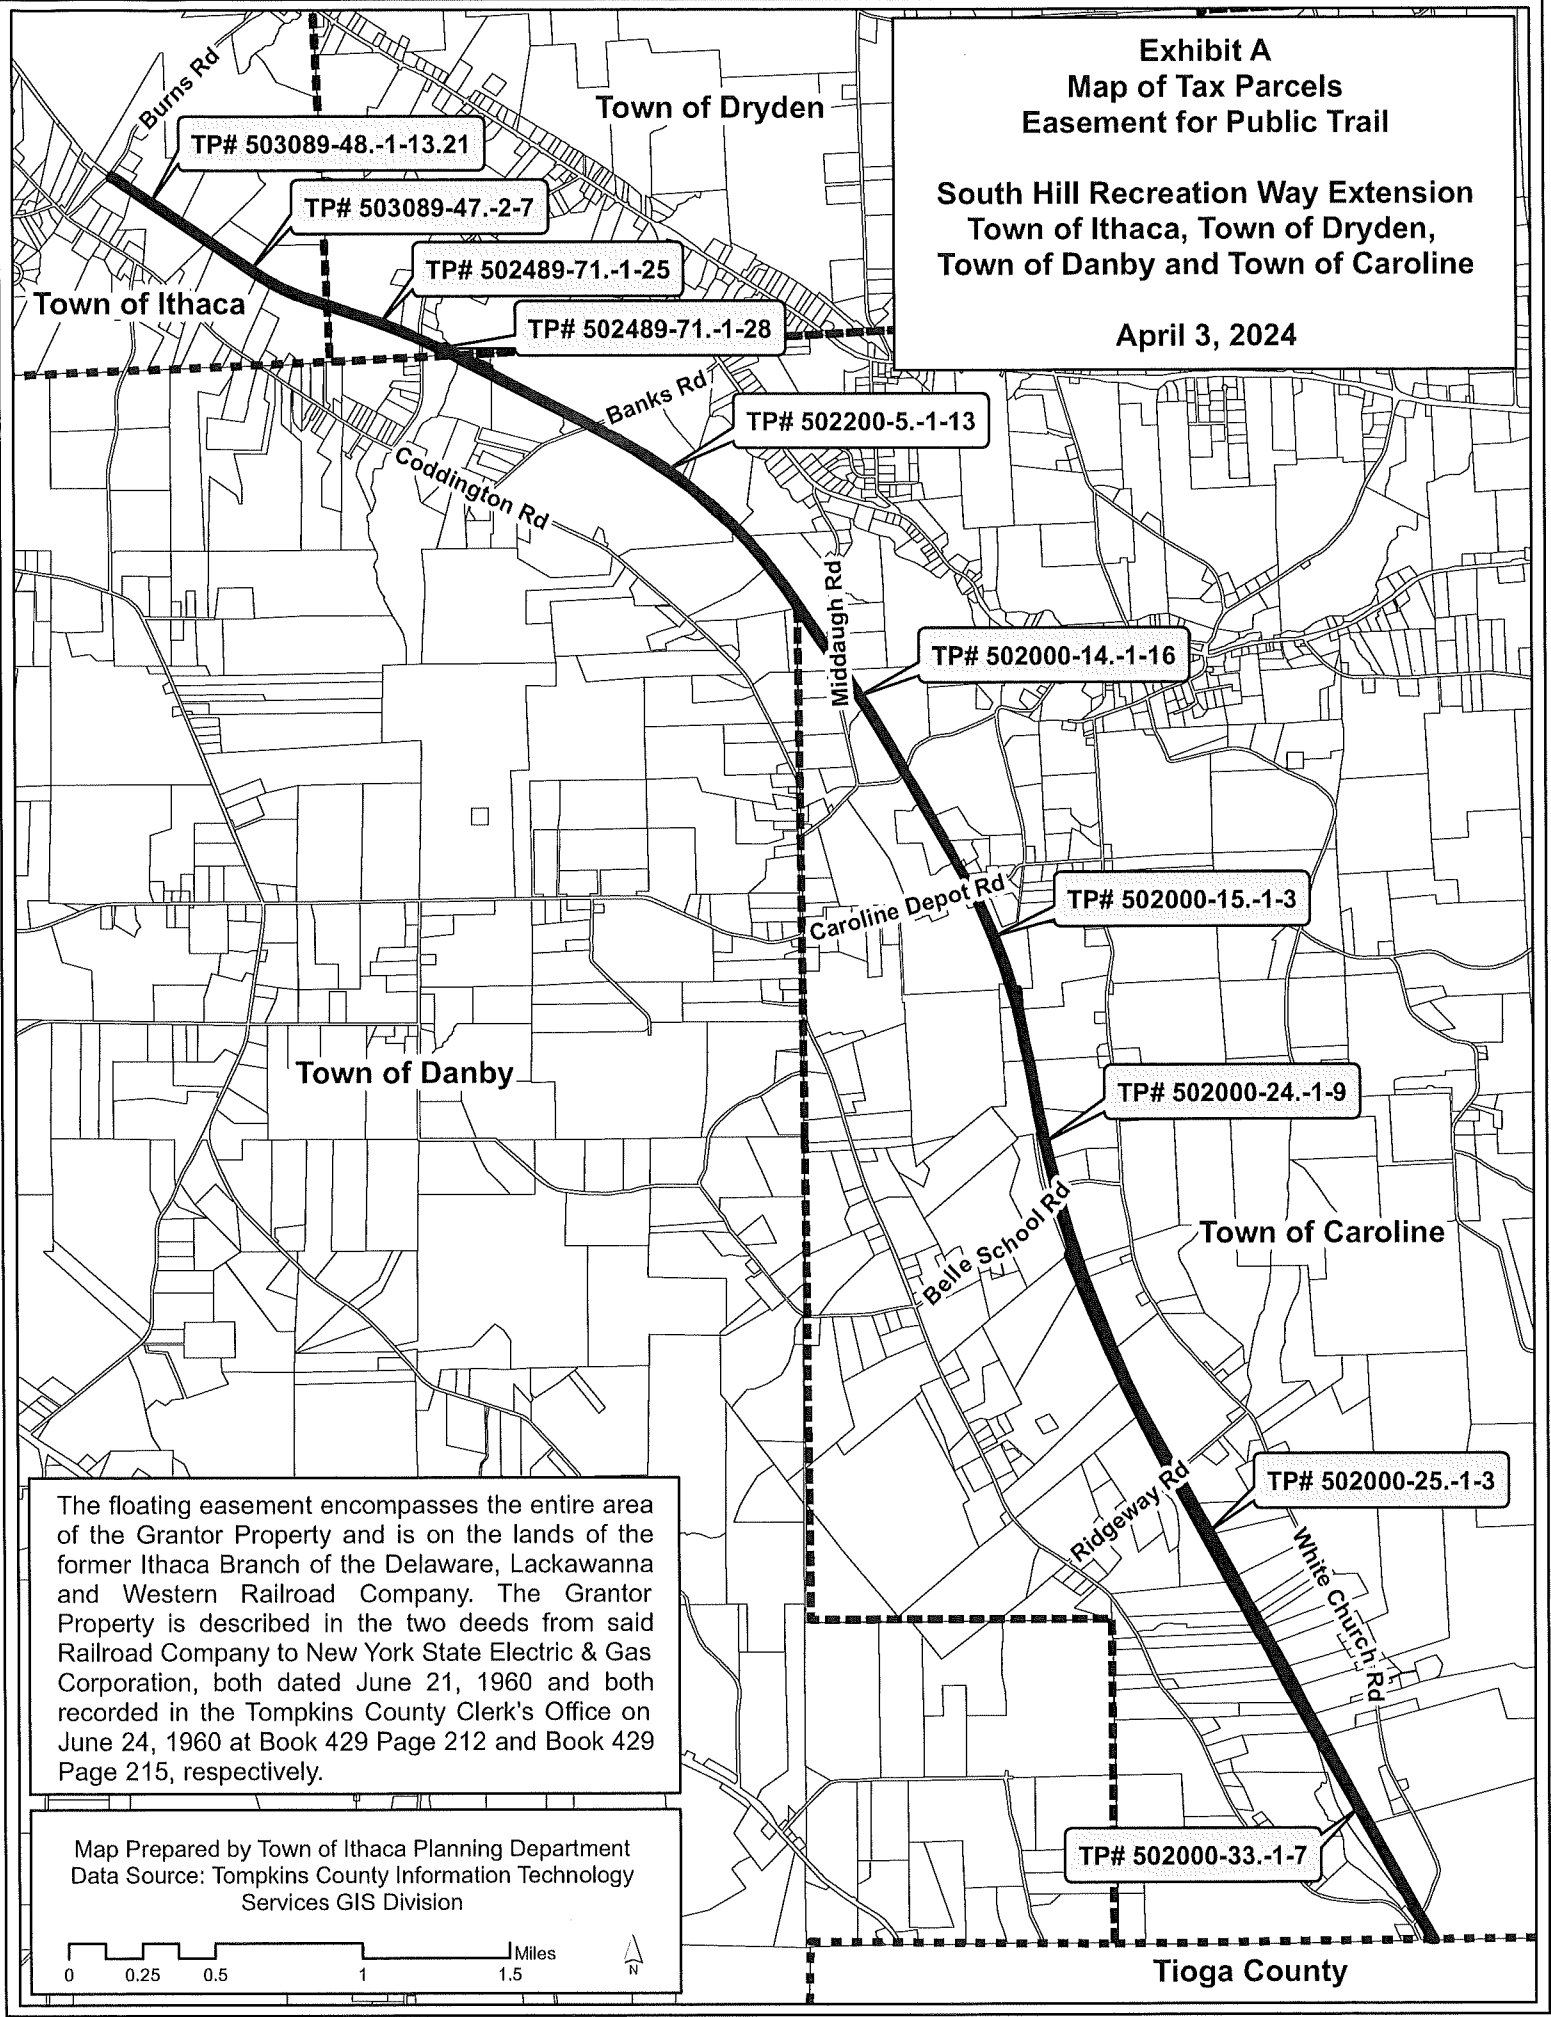 Exhibit A
Map of Tax Parcels
Easement for Public Trail
South Hill Recreation Way Extension
Town of Ithaca, Town of Dryden,
Town of Danby and Town of Caroline
April 3, 2024
Burns Rd
Town of Dryden
TP# 503089-48.-1-13.21
TP# 503089-47.-2-7
TP# 502489-71.-1-25
Town of Ithaca
TP# 502489-71.-1-28
Banks Rd
TP# 502200-5.-1-13
Coddington Rd
Middaugh Rd
TP# 502000-14.-1-16
Caroline Depot Rd
TP# 502000-15.-1-3
Town of Danby
TP# 502000-24.-1-9
Belle School Rd
Town of Caroline
TP# 502000-25.-1-3
Ridgeway Rd
White Church Rd
TP# 502000-33.-1-7
Tioga County
The floating easement encompasses the entire area
of the Grantor Property and is on the lands of the
former Ithaca Branch of the Delaware, Lackawanna
and Western Railroad Company. The Grantor
Property is described in the two deeds from said
Railroad Company to New York State Electric & Gas
Corporation, both dated June 21, 1960 and both
recorded in the Tompkins County Clerk's Office on
June 24, 1960 at Book 429 Page 212 and Book 429
Page 215, respectively.
Map Prepared by Town of Ithaca Planning Department
Data Source: Tompkins County Information Technology
Services GIS Division
Miles
0 0.25 0.5 1 1.5
N